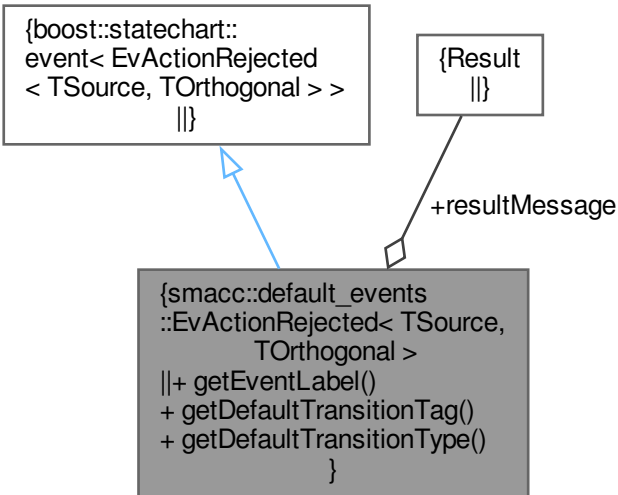 {boost::statechart::
event< EvActionRejected
< TSource, TOrthogonal > >
||}
{Result
||}
+resultMessage
{smacc::default_events
::EvActionRejected< TSource,
TOrthogonal >
||+ getEventLabel()
+ getDefaultTransitionTag()
+ getDefaultTransitionType()
}